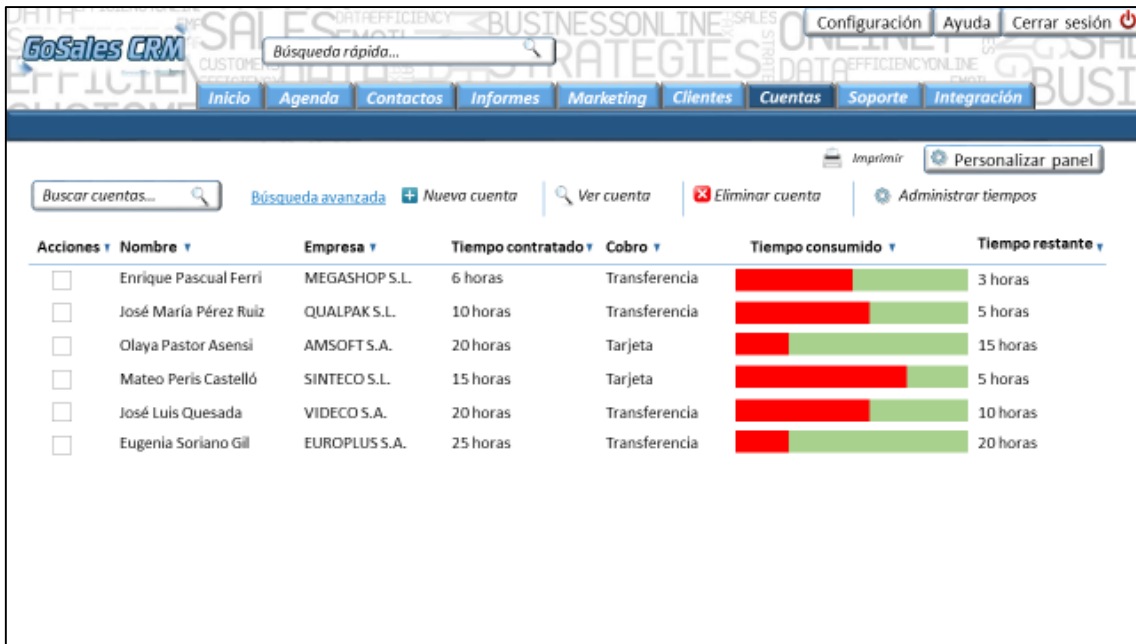 Configuración Ayuda Cerrar sesión
GoSales CRM
Búsqueda rápida...
Inicio Agenda Contactos Informes Marketing Clientes Cuentas Soporte Integración
Imprimir Personalizar panel
Buscar cuentas... Búsqueda avanzada Nueva cuenta Ver cuenta Eliminar cuenta Administrar tiempos
Acciones Nombre Empresa Tiempo contratado Cobro Tiempo consumido Tiempo restante
Enrique Pascual Ferri MEGASHOP S.L. 6 horas Transferencia 3 horas
José María Pérez Ruiz QUALPAK S.L. 10 horas Transferencia 5 horas
Olaya Pastor Asensi AMSOFT S.A. 20 horas Tarjeta 15 horas
Mateo Peris Castelló SINTECO S.L. 15 horas Tarjeta 5 horas
José Luis Quesada VIDECO S.A. 20 horas Transferencia 10 horas
Eugenia Soriano Gil EUROPLUS S.A. 25 horas Transferencia 20 horas